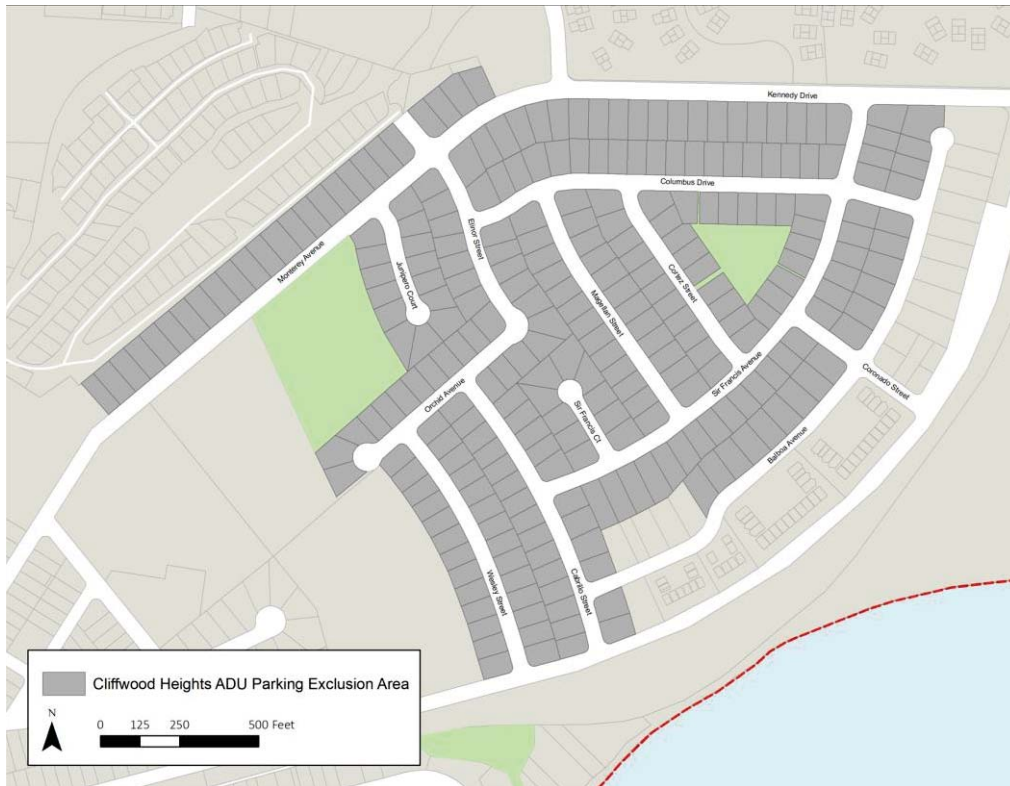 Kennedy Drive
Columbus Drive
Elinor Street
Monterey Avenue
Junipero Court
Cortez Street
Magellan Street
Coronado Street
Sir Francis Avenue
Orchid Avenue
Sir Francis Ct
Balboa Avenue
Wesley Street
Cabrillo Street
Cliffwood Heights ADU Parking Exclusion Area
N
0 125 250 500 Feet